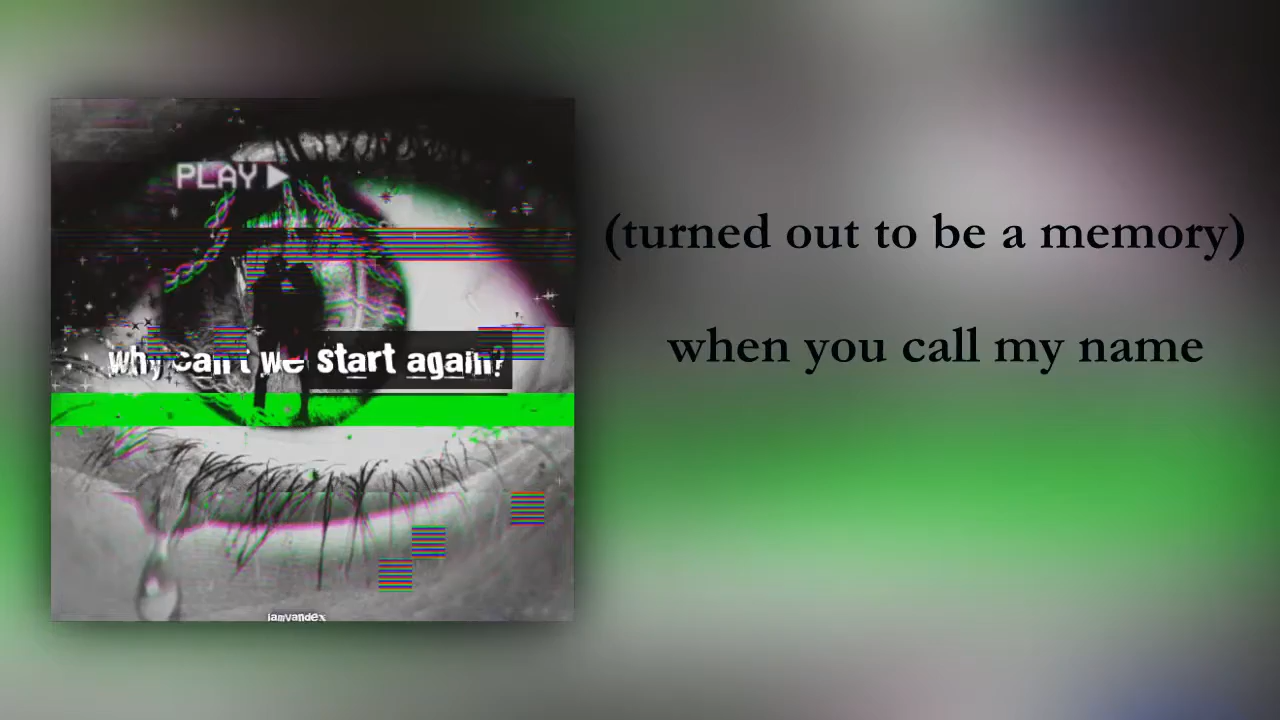 PLAY
why can't we start again?
iamvandex
(turned out to be a memory)
when you call my name